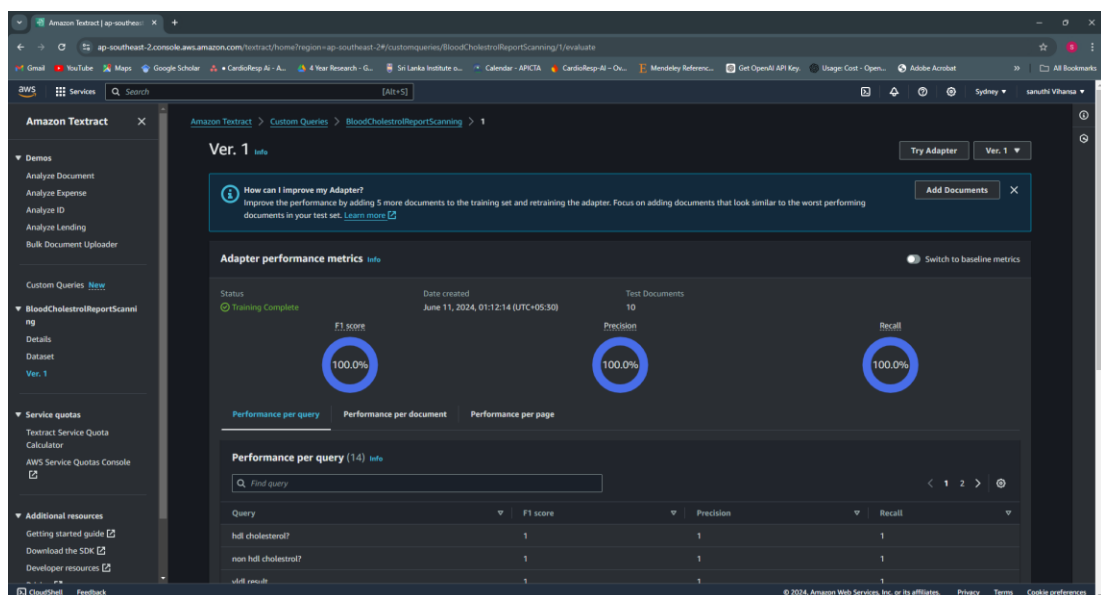 Amazon Textract | ap-southeast
ap-southeast-2.console.aws.amazon.com/textract/home?region=ap-southeast-2#/customqueries/BloodCholestrolReportScanning/1/evaluate
Gmail YouTube Maps Google Scholar CardioResp Ai - A... 4 Year Research - G... Sri Lanka Institute o... Calendar - APICTA CardioResp-AI – Ov... Mendeley Referenc... Get OpenAI API Key. Usage: Cost - Open... Adobe Acrobat » All Bookmarks
aws Services Search [Alt+S] Sydney ▼ sanuthi Vihansa ▼
Amazon Textract
Demos
Analyze Document
Analyze Expense
Analyze ID
Analyze Lending
Bulk Document Uploader
Custom Queries New
BloodCholestrolReportScanni
ng
Details
Dataset
Ver. 1
Service quotas
Textract Service Quota
Calculator
AWS Service Quotas Console
Additional resources
Getting started guide
Download the SDK
Developer resources
Amazon Textract > Custom Queries > BloodCholestrolReportScanning > 1
Ver. 1 Info
Try Adapter Ver. 1 ▼
How can I improve my Adapter?
Improve the performance by adding 5 more documents to the training set and retraining the adapter. Focus on adding documents that look similar to the worst performing
documents in your test set. Learn more
Add Documents
Adapter performance metrics Info
Switch to baseline metrics
Status Date created Test Documents
Training Complete June 11, 2024, 01:12:14 (UTC+05:30) 10
F1 score Precision Recall
100.0% 100.0% 100.0%
Performance per query Performance per document Performance per page
Performance per query (14) Info
Find query
< 1 2 >
Query F1 score Precision Recall
hdl cholesterol? 1 1 1
non hdl cholestrol? 1 1 1
vldl result 1 1 1
CloudShell Feedback © 2024, Amazon Web Services, Inc. or its affiliates. Privacy Terms Cookie preferences